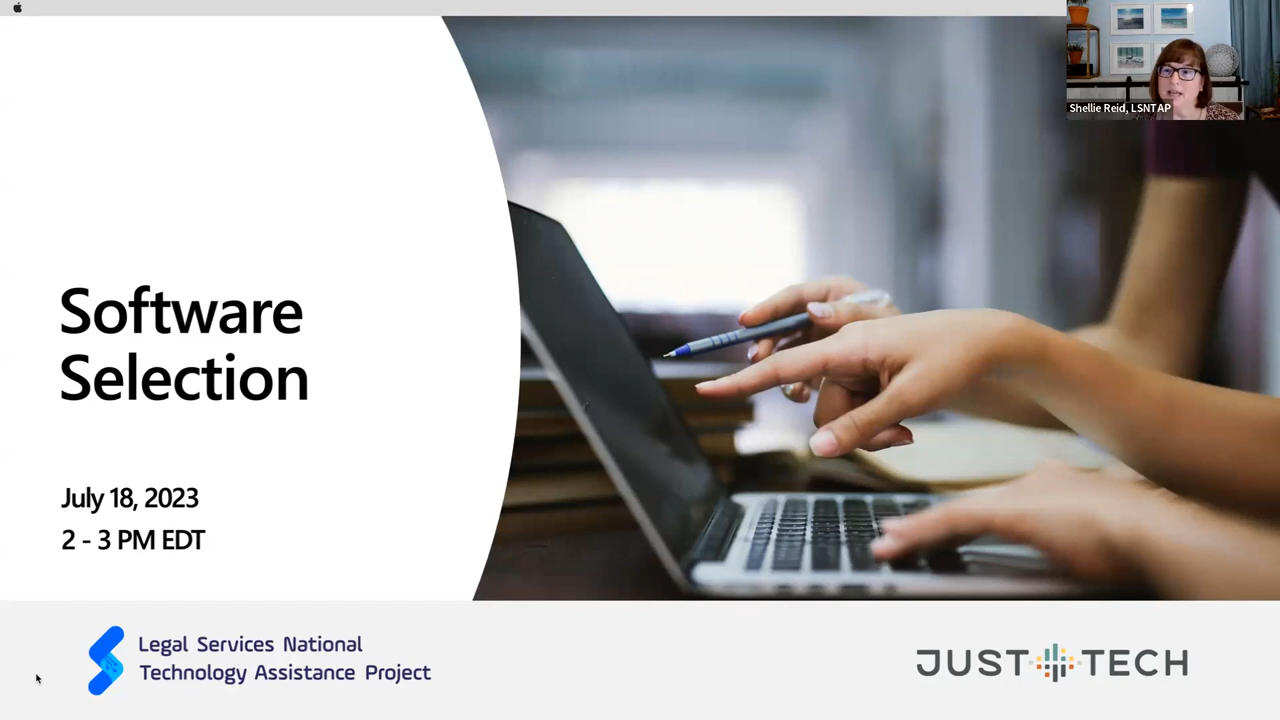 Shellie Reid, LSNTAP
Software
Selection
July 18, 2023
2 - 3 PM EDT
Legal Services National
Technology Assistance Project
JUST TECH